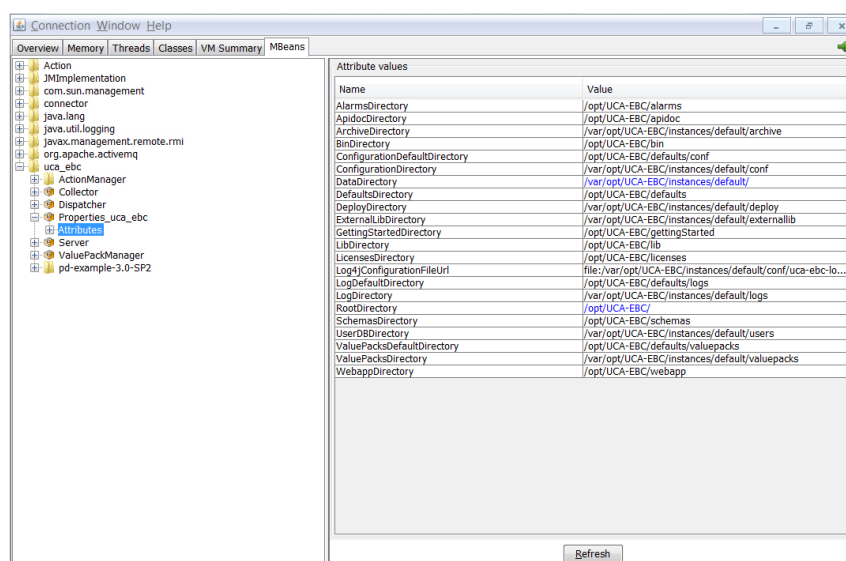 Connection Window Help
Overview Memory Threads Classes VM Summary MBeans
Action
JMImplementation
com.sun.management
connector
java.lang
java.util.logging
javax.management.remote.rmi
org.apache.activemq
uca_ebc
ActionManager
Collector
Dispatcher
Properties_uca_ebc
Attributes
Server
ValuePackManager
pd-example-3.0-SP2
Attribute values
Name Value
AlarmsDirectory /opt/UCA-EBC/alarms
ApidocDirectory /opt/UCA-EBC/apidoc
ArchiveDirectory /var/opt/UCA-EBC/instances/default/archive
BinDirectory /opt/UCA-EBC/bin
ConfigurationDefaultDirectory /opt/UCA-EBC/defaults/conf
ConfigurationDirectory /var/opt/UCA-EBC/instances/default/conf
DataDirectory /var/opt/UCA-EBC/instances/default/
DefaultsDirectory /opt/UCA-EBC/defaults
DeployDirectory /var/opt/UCA-EBC/instances/default/deploy
ExternalLibDirectory /var/opt/UCA-EBC/instances/default/externallib
GettingStartedDirectory /opt/UCA-EBC/gettingStarted
LibDirectory /opt/UCA-EBC/lib
LicensesDirectory /opt/UCA-EBC/licenses
Log4jConfigurationFileUrl file:/var/opt/UCA-EBC/instances/default/conf/uca-ebc-lo...
LogDefaultDirectory /opt/UCA-EBC/defaults/logs
LogDirectory /var/opt/UCA-EBC/instances/default/logs
RootDirectory /opt/UCA-EBC/
SchemasDirectory /opt/UCA-EBC/schemas
UserDBDirectory /var/opt/UCA-EBC/instances/default/users
ValuePacksDefaultDirectory /opt/UCA-EBC/defaults/valuepacks
ValuePacksDirectory /var/opt/UCA-EBC/instances/default/valuepacks
WebappDirectory /opt/UCA-EBC/webapp
Refresh